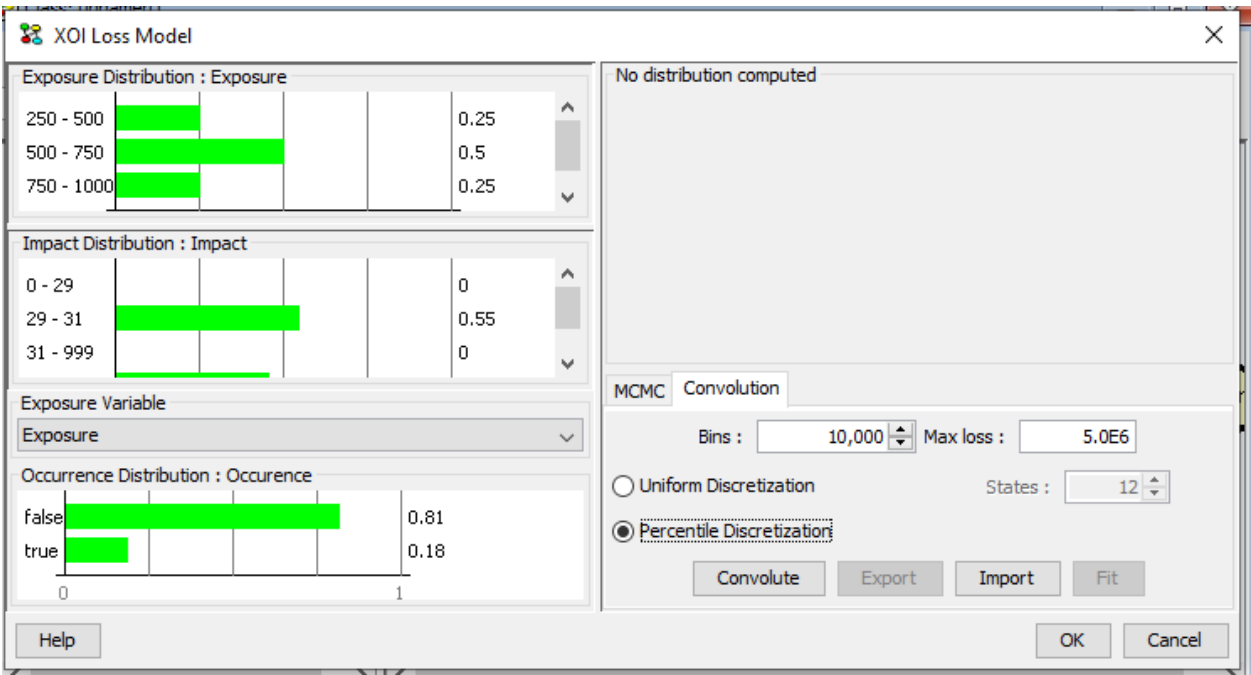 XOI Loss Model
Exposure Distribution : Exposure
250 - 500 0.25
500 - 750 0.5
750 - 1000 0.25
Impact Distribution : Impact
0 - 29 0
29 - 31 0.55
31 - 999 0
Exposure Variable
Exposure
Occurrence Distribution : Occurence
false 0.81
true 0.18
0 1
No distribution computed
MCMC Convolution
Bins : 10,000 Max loss : 5.0E6
Uniform Discretization States : 12
Percentile Discretization
Convolute Export Import Fit
Help OK Cancel